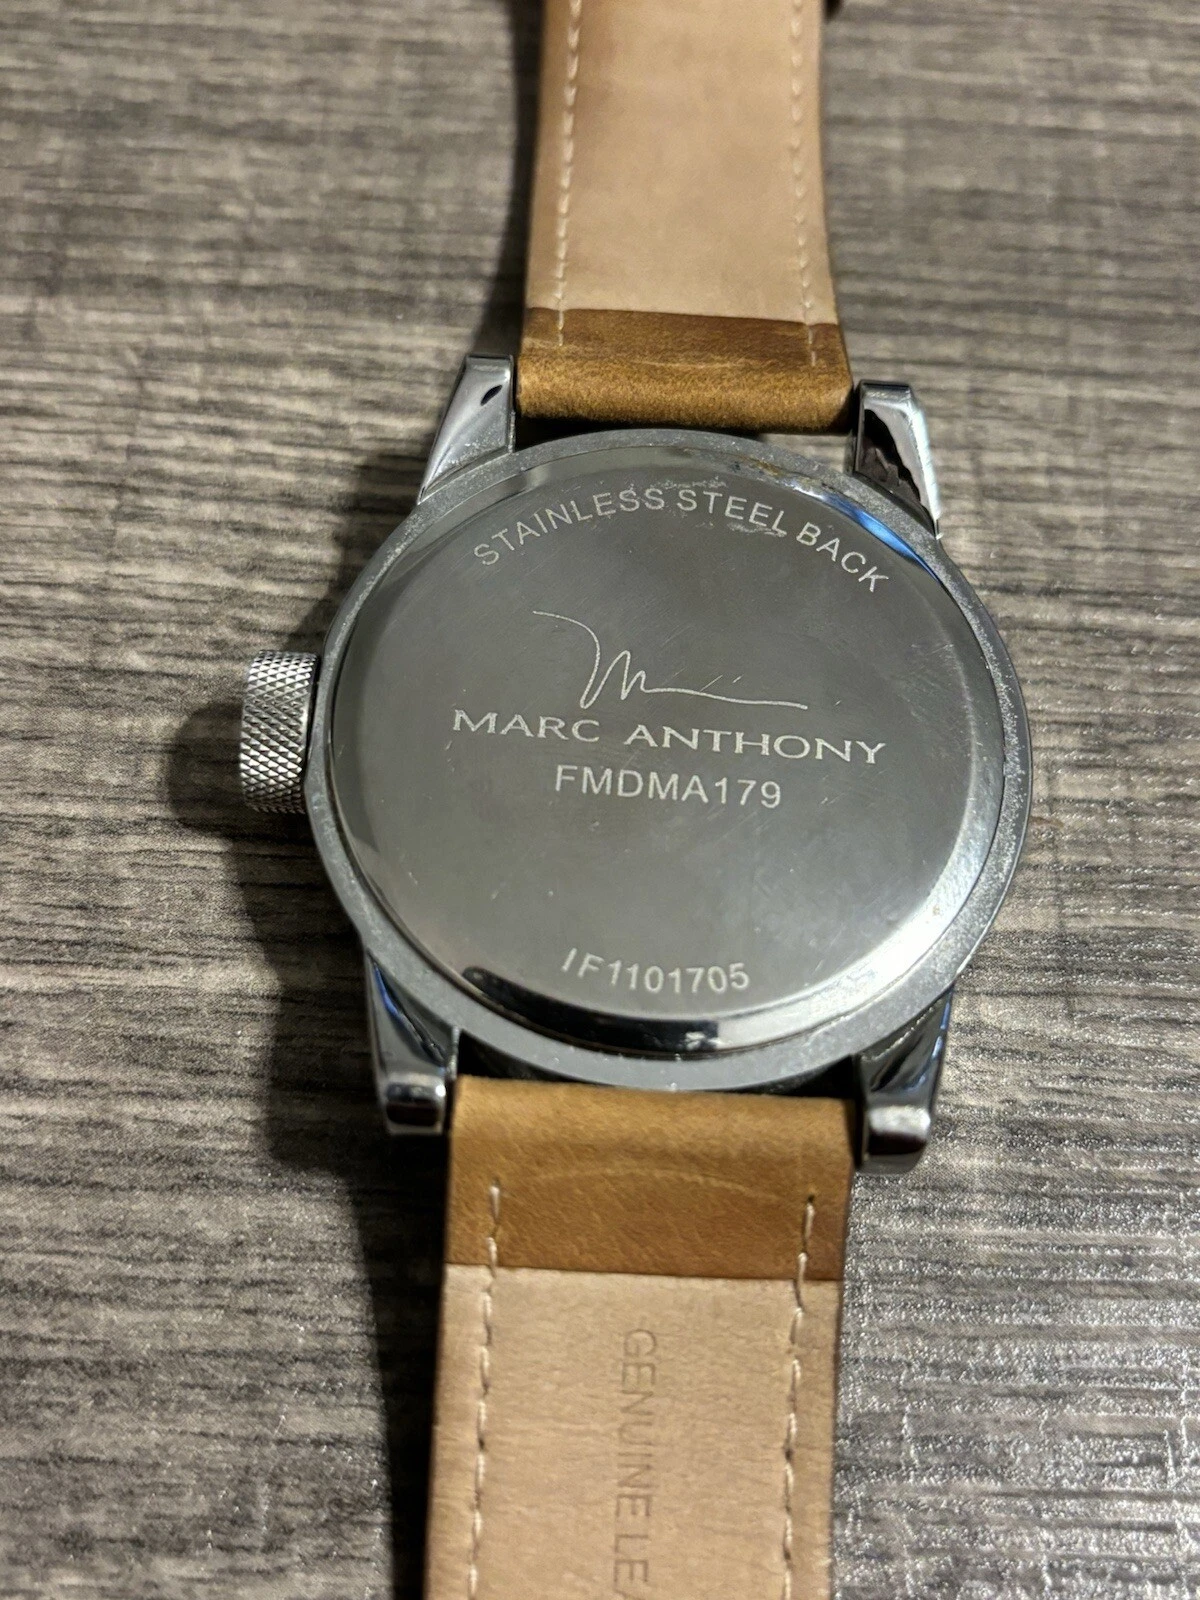 STAINLESS STEEL BACK
MARC ANTHONY
FMDMA179
IF1101705
GENUINE LEA